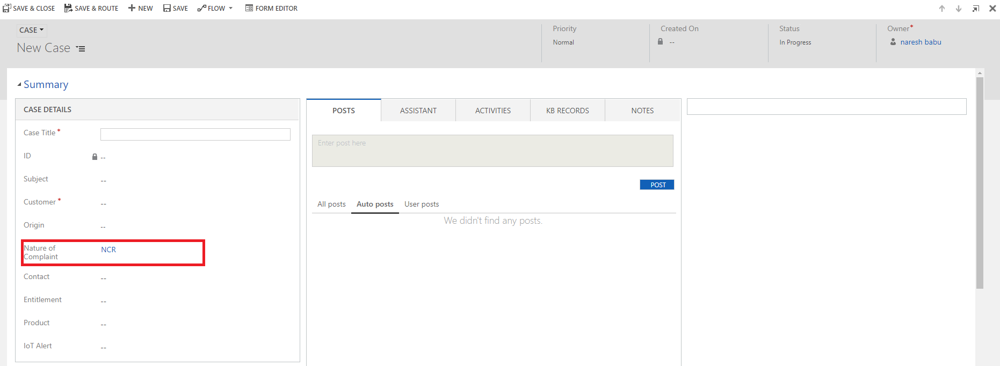 SAVE & CLOSE SAVE & ROUTE NEW SAVE FLOW FORM EDITOR
CASE
New Case
Priority
Normal
Created On
--
Status
In Progress
Owner*
naresh babu
Summary
CASE DETAILS
Case Title *
ID --
Subject --
Customer * --
Origin --
Nature of
Complaint
NCR
Contact --
Entitlement --
Product --
IoT Alert --
POSTS ASSISTANT ACTIVITIES KB RECORDS NOTES
Enter post here
POST
All posts Auto posts User posts
We didn't find any posts.